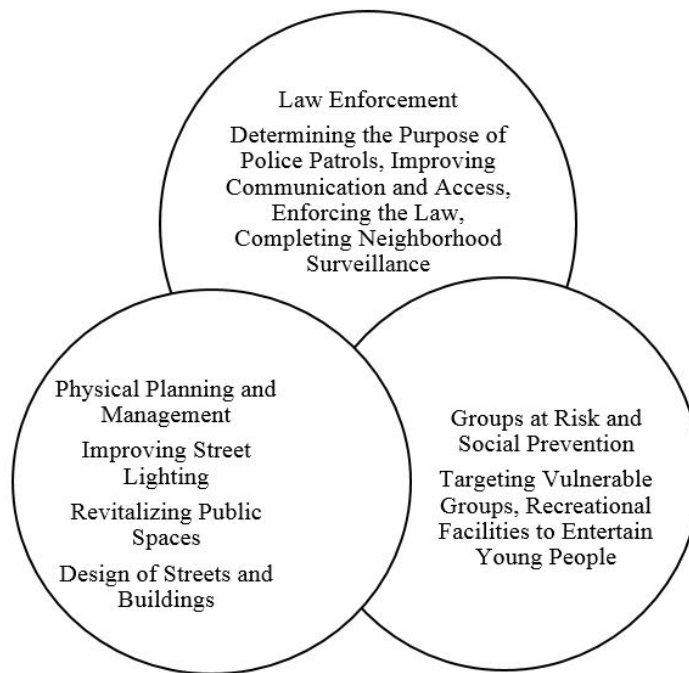 Law Enforcement
Determining the Purpose of
Police Patrols, Improving
Communication and Access,
Enforcing the Law,
Completing Neighborhood
Surveillance
Physical Planning and
Management
Improving Street
Lighting
Revitalizing Public
Spaces
Design of Streets and
Buildings
Groups at Risk and
Social Prevention
Targeting Vulnerable
Groups, Recreational
Facilities to Entertain
Young People